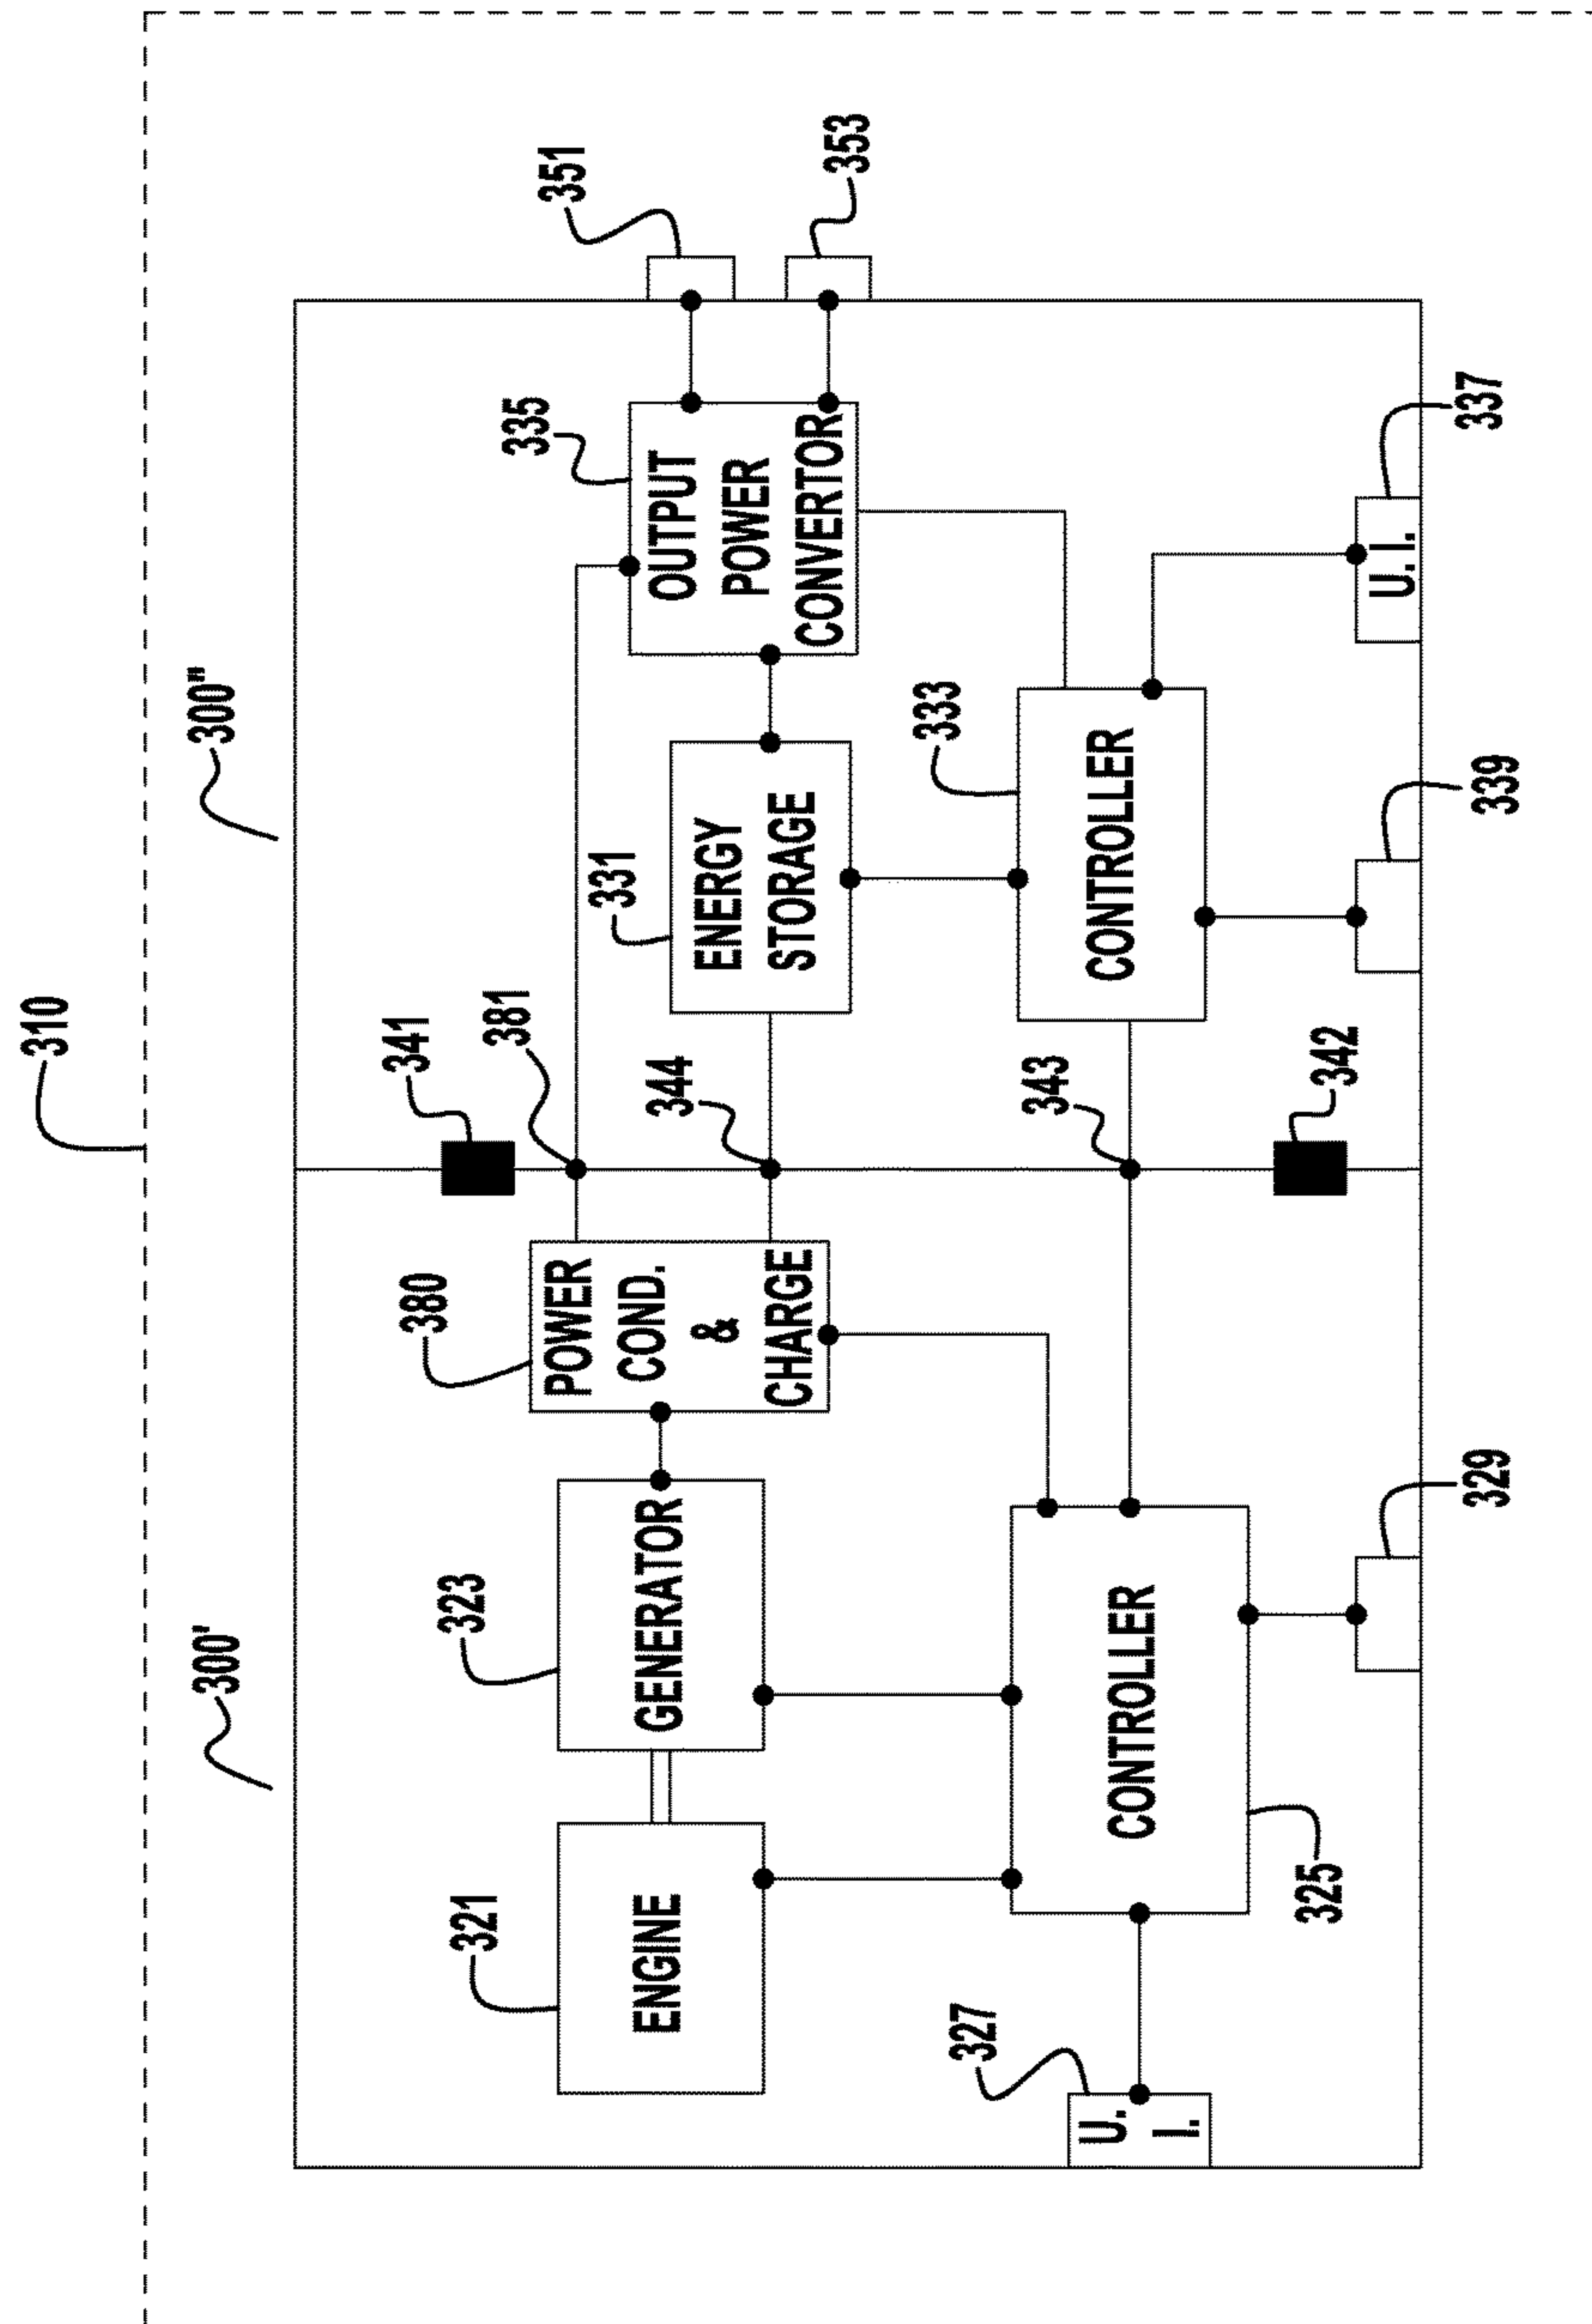 310
300'
300"
341
381
380
POWER
COND.
&
CHARGE
344
343
342
321
ENGINE
323
GENERATOR
325
CONTROLLER
327
U.
I.
329
331
ENERGY
STORAGE
333
CONTROLLER
335
OUTPUT
POWER
CONVERTOR
351
353
337
U.I.
339